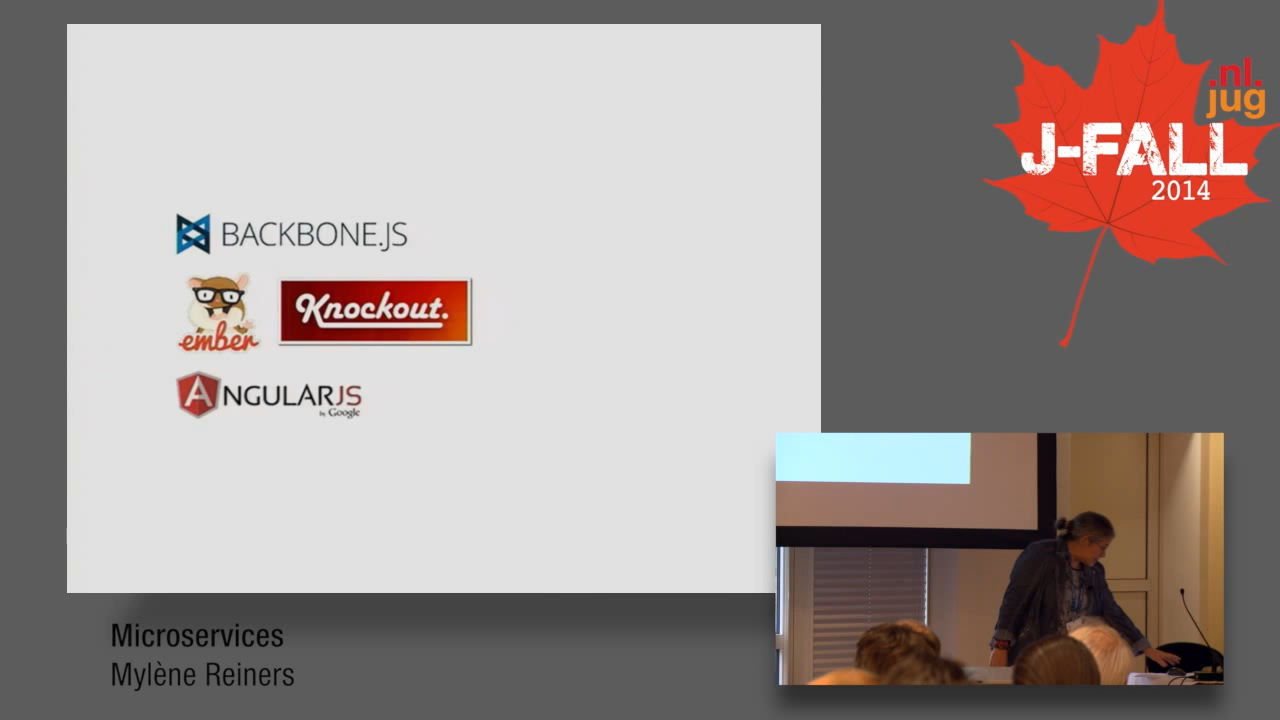 BACKBONE.JS
ember
Knockout.
ANGULARJS
by Google
.nl.
jug
J-FALL
2014
Microservices
Mylène Reiners